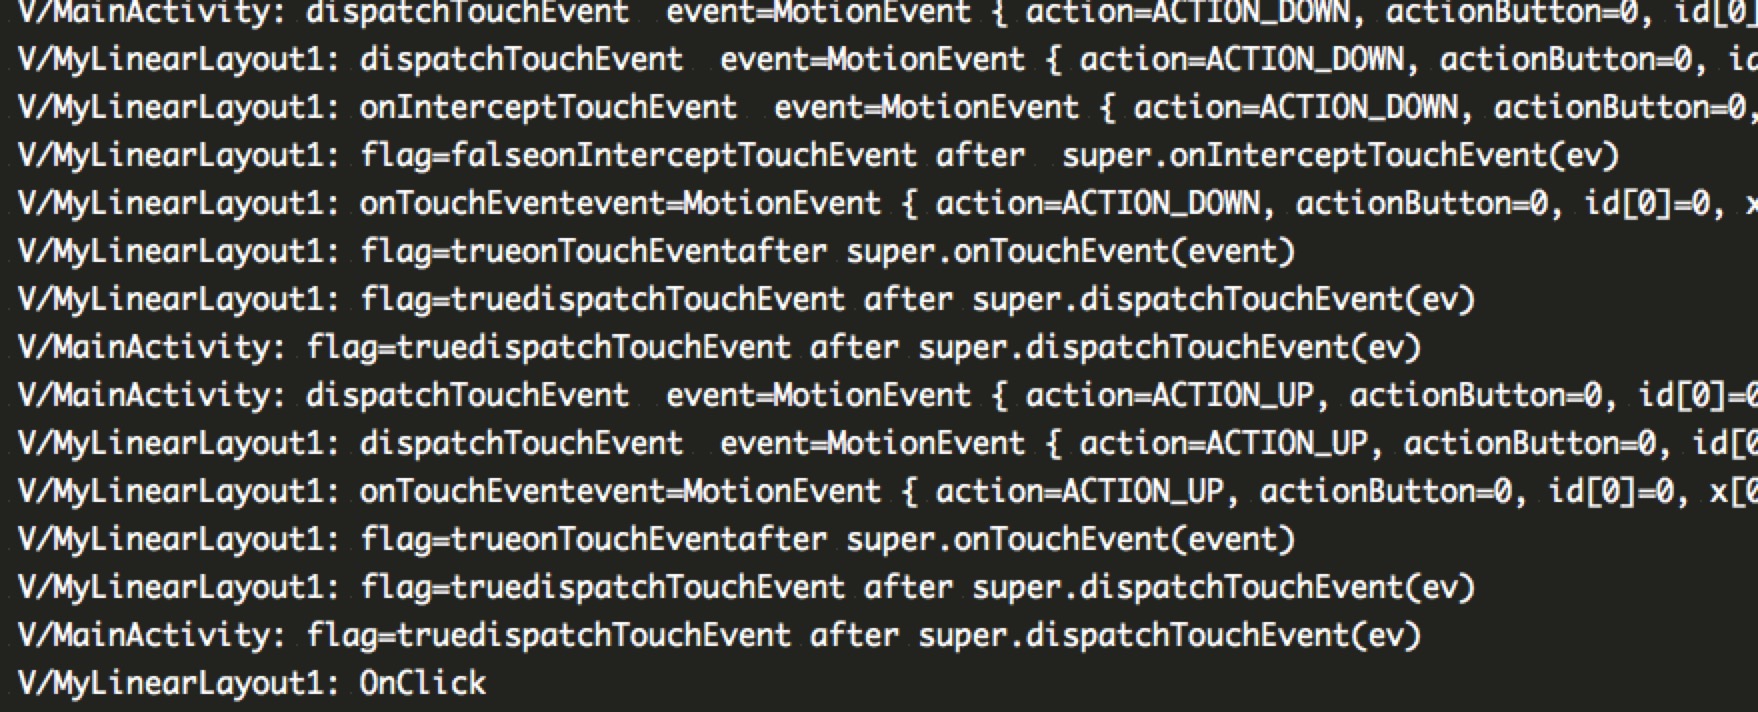 V/MainActivity: dispatchTouchEvent  event=MotionEvent { action=ACTION_DOWN, actionButton=0, id[0]
V/MyLinearLayout1: dispatchTouchEvent  event=MotionEvent { action=ACTION_DOWN, actionButton=0, id
V/MyLinearLayout1: onInterceptTouchEvent  event=MotionEvent { action=ACTION_DOWN, actionButton=0,
V/MyLinearLayout1: flag=falseonInterceptTouchEvent after  super.onInterceptTouchEvent(ev)
V/MyLinearLayout1: onTouchEventevent=MotionEvent { action=ACTION_DOWN, actionButton=0, id[0]=0, x
V/MyLinearLayout1: flag=trueonTouchEventafter super.onTouchEvent(event)
V/MyLinearLayout1: flag=truedispatchTouchEvent after super.dispatchTouchEvent(ev)
V/MainActivity: flag=truedispatchTouchEvent after super.dispatchTouchEvent(ev)
V/MainActivity: dispatchTouchEvent  event=MotionEvent { action=ACTION_UP, actionButton=0, id[0]=0
V/MyLinearLayout1: dispatchTouchEvent  event=MotionEvent { action=ACTION_UP, actionButton=0, id[0
V/MyLinearLayout1: onTouchEventevent=MotionEvent { action=ACTION_UP, actionButton=0, id[0]=0, x[0
V/MyLinearLayout1: flag=trueonTouchEventafter super.onTouchEvent(event)
V/MyLinearLayout1: flag=truedispatchTouchEvent after super.dispatchTouchEvent(ev)
V/MainActivity: flag=truedispatchTouchEvent after super.dispatchTouchEvent(ev)
V/MyLinearLayout1: OnClick